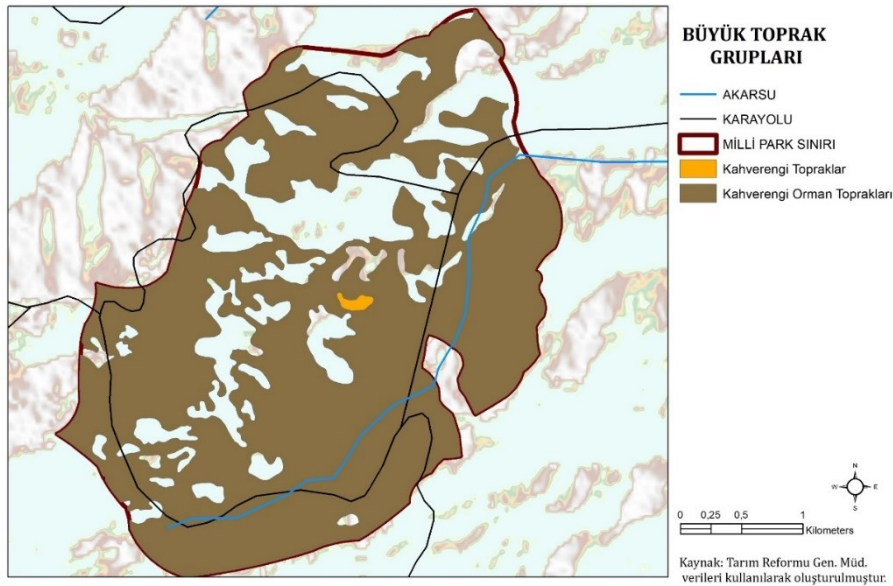 BÜYÜK TOPRAK
GRUPLARI
AKARSU
KARAYOLU
MİLLİ PARK SINIRI
Kahverengi Topraklar
Kahverengi Orman Toprakları
N
W E
S
0 0,25 0,5 1
Kilometers
Kaynak: Tarım Reformu Gen. Müd.
verileri kullanılarak oluşturulmuştur.